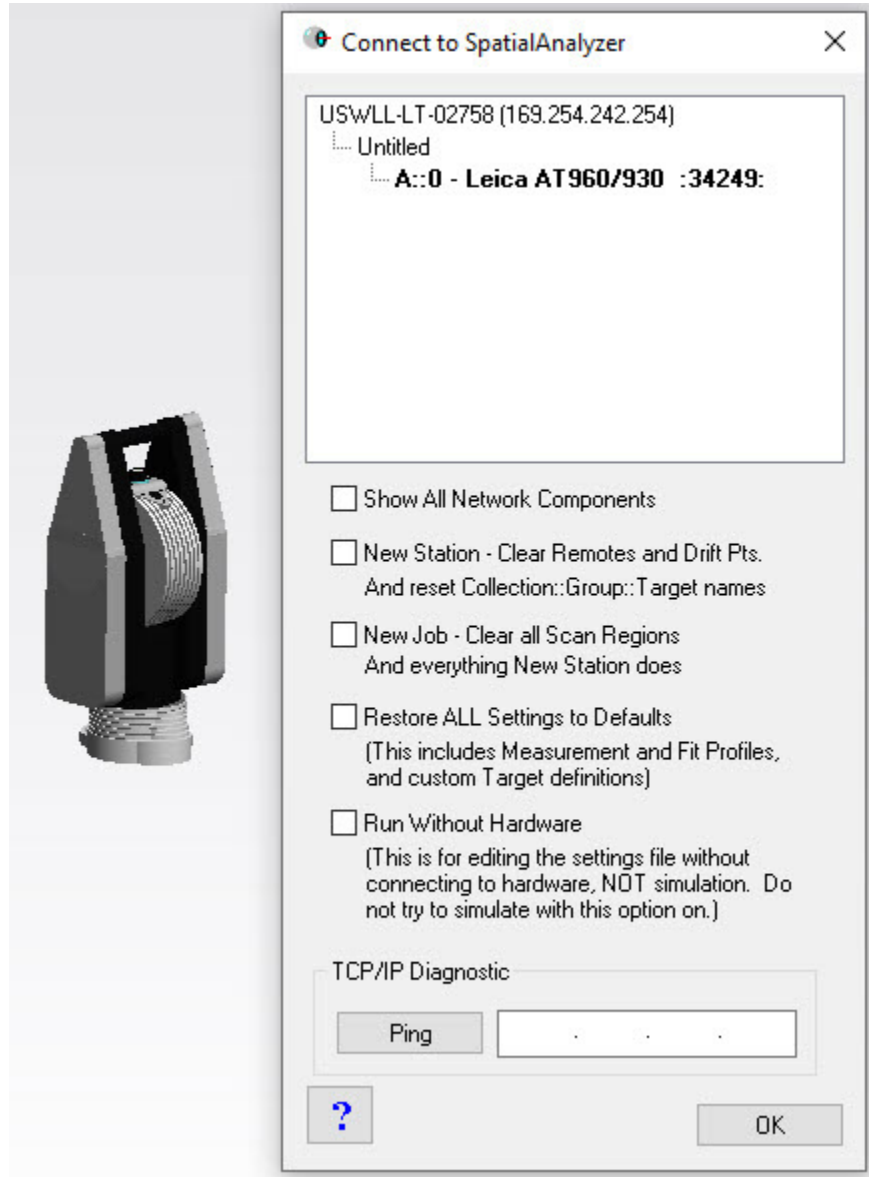 Connect to SpatialAnalyzer
USWLL-LT-02758 (169.254.242.254)
Untitled
A::0 - Leica AT960/930 :34249:
Show All Network Components
New Station - Clear Remotes and Drift Pts.
And reset Collection::Group::Target names
New Job - Clear all Scan Regions
And everything New Station does
Restore ALL Settings to Defaults
(This includes Measurement and Fit Profiles,
and custom Target definitions)
Run Without Hardware
(This is for editing the settings file without
connecting to hardware, NOT simulation. Do
not try to simulate with this option on.)
TCP/IP Diagnostic
Ping . . .
?
OK